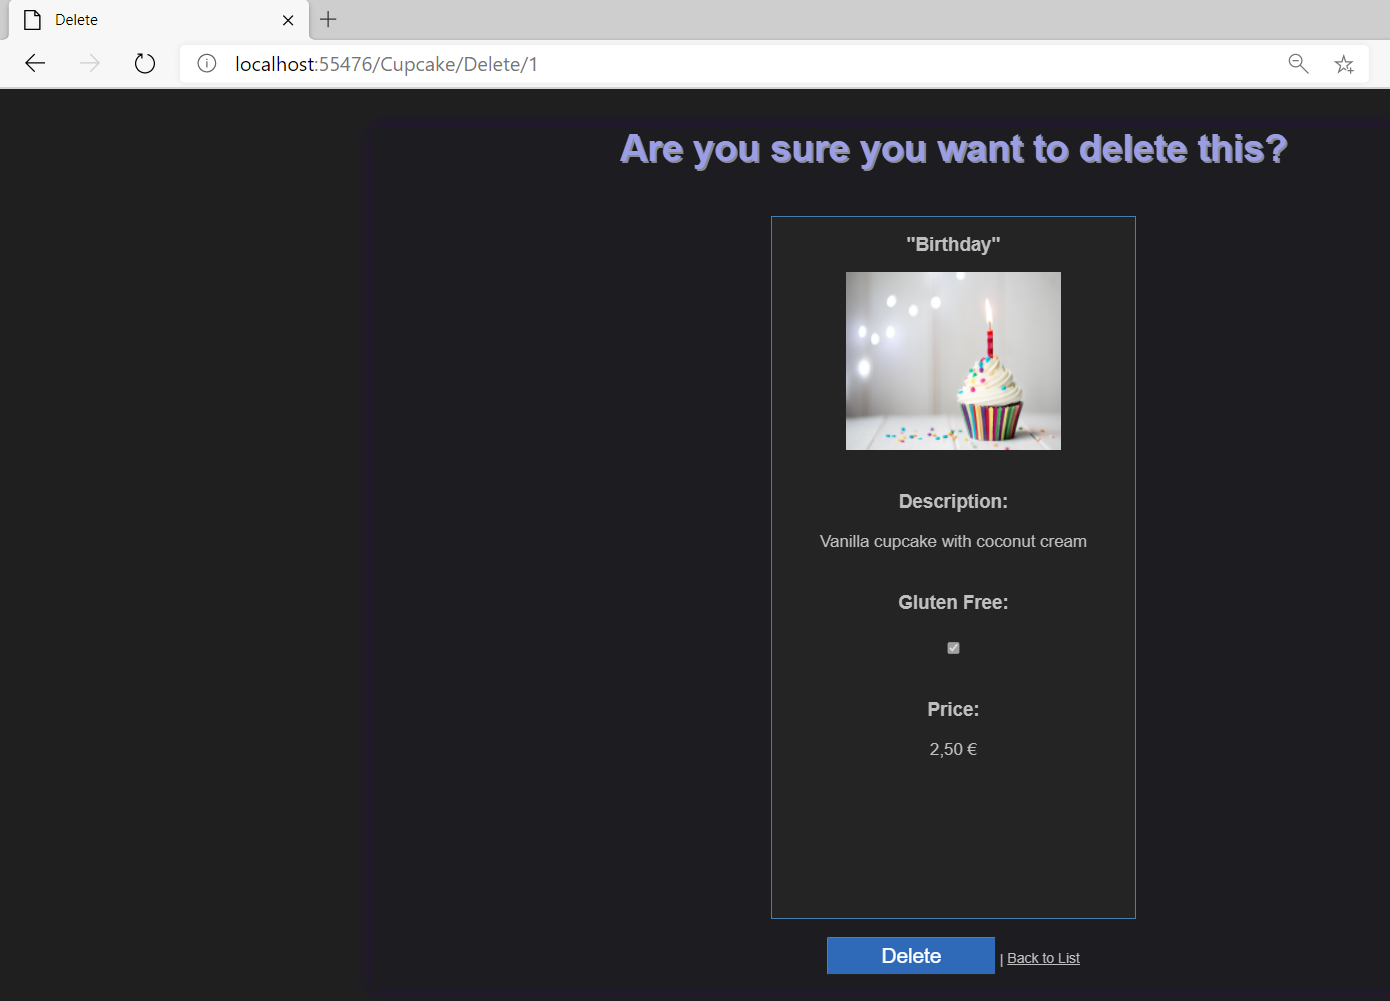 Delete
localhost:55476/Cupcake/Delete/1
Are you sure you want to delete this?
"Birthday"
Description:
Vanilla cupcake with coconut cream
Gluten Free:
Price:
2,50 €
Delete | Back to List